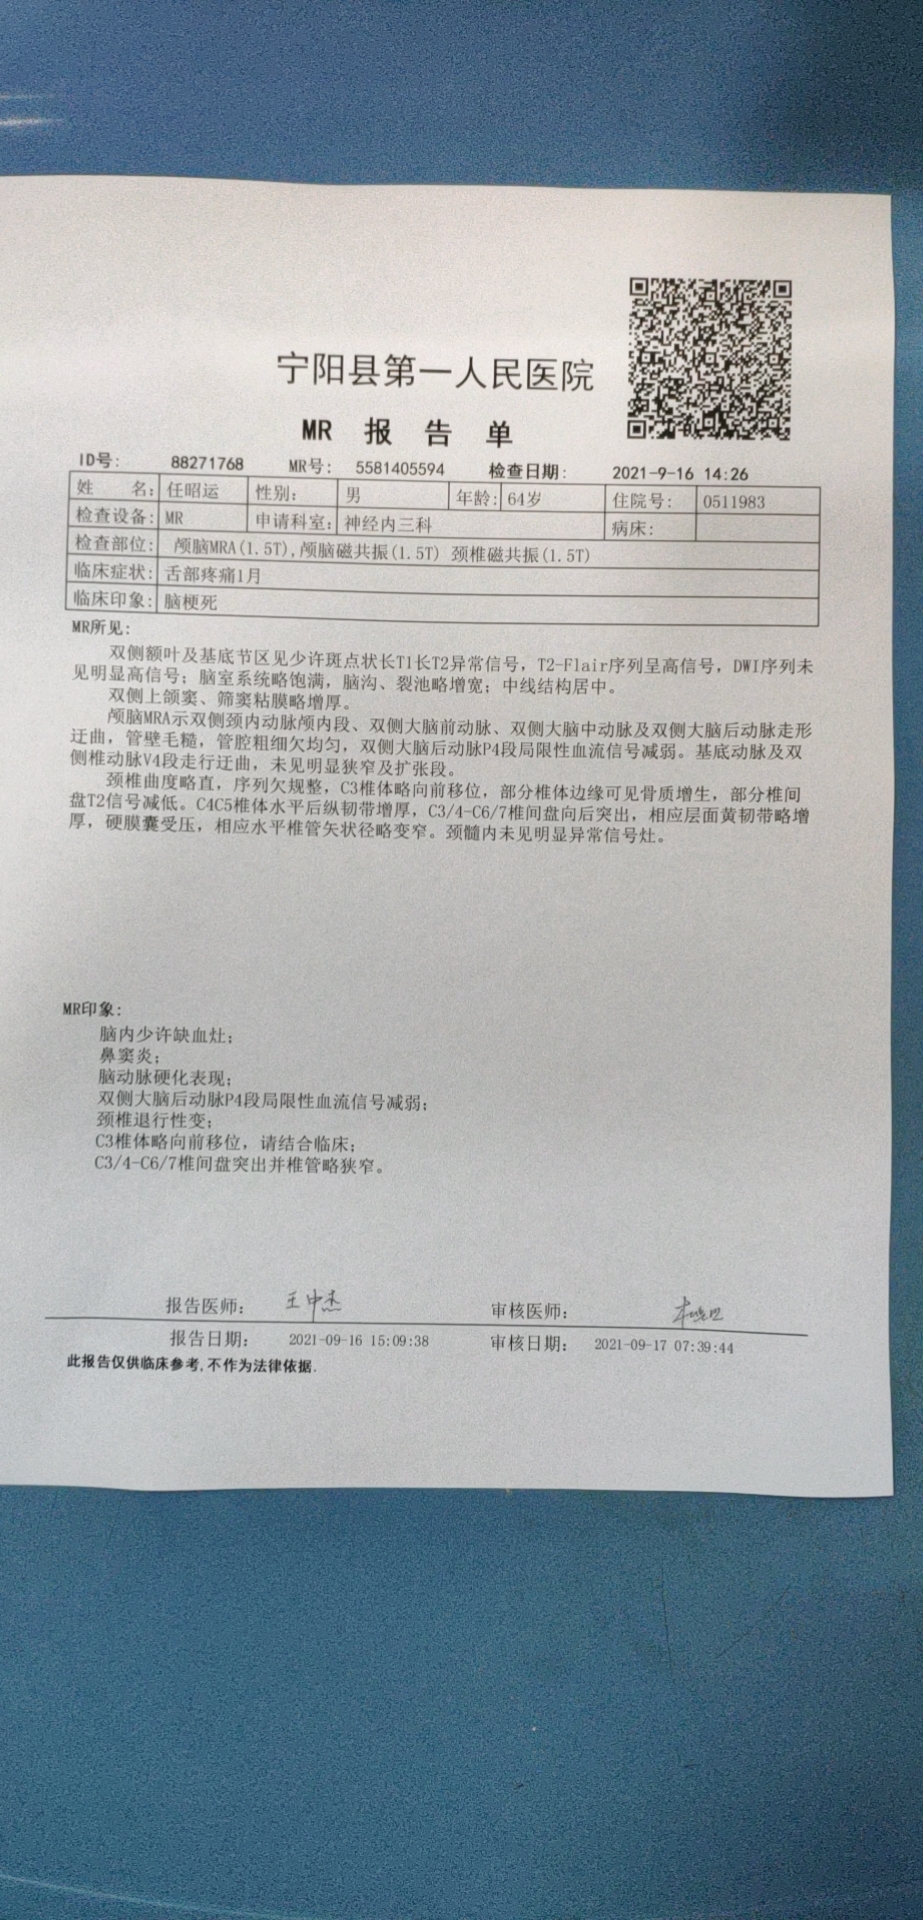 宁阳县第一人民医院
MR 报 告 单
ID号: 88271768 MR号: 5581405594 检查日期: 2021-9-16 14:26
姓 名: 任昭运 性别: 男 年龄: 64岁 住院号: 0511983
检查设备: MR 申请科室: 神经内三科 病床:
检查部位: 颅脑MRA(1.5T),颅脑磁共振(1.5T) 颈椎磁共振(1.5T)
临床症状: 舌部疼痛1月
临床印象: 脑梗死
MR所见:
双侧额叶及基底节区见少许斑点状长T1长T2异常信号，T2-Flair序列呈高信号，DWI序列未
见明显高信号；脑室系统略饱满，脑沟、裂池略增宽；中线结构居中。
双侧上颌窦、筛窦粘膜略增厚。
颅脑MRA示双侧颈内动脉颅内段、双侧大脑前动脉、双侧大脑中动脉及双侧大脑后动脉走形
迂曲，管壁毛糙，管腔粗细欠均匀，双侧大脑后动脉P4段局限性血流信号减弱。基底动脉及双
侧椎动脉V4段走行迂曲，未见明显狭窄及扩张段。
颈椎曲度略直，序列欠规整，C3椎体略向前移位，部分椎体边缘可见骨质增生，部分椎间
盘T2信号减低。C4C5椎体水平后纵韧带增厚，C3/4-C6/7椎间盘向后突出，相应层面黄韧带略增
厚，硬膜囊受压，相应水平椎管矢状径略变窄。颈髓内未见明显异常信号灶。
MR印象:
脑内少许缺血灶；
鼻窦炎；
脑动脉硬化表现；
双侧大脑后动脉P4段局限性血流信号减弱；
颈椎退行性变；
C3椎体略向前移位，请结合临床；
C3/4-C6/7椎间盘突出并椎管略狭窄。
报告医师: 王中杰 审核医师:
报告日期: 2021-09-16 15:09:38 审核日期: 2021-09-17 07:39:44
此报告仅供临床参考,不作为法律依据.